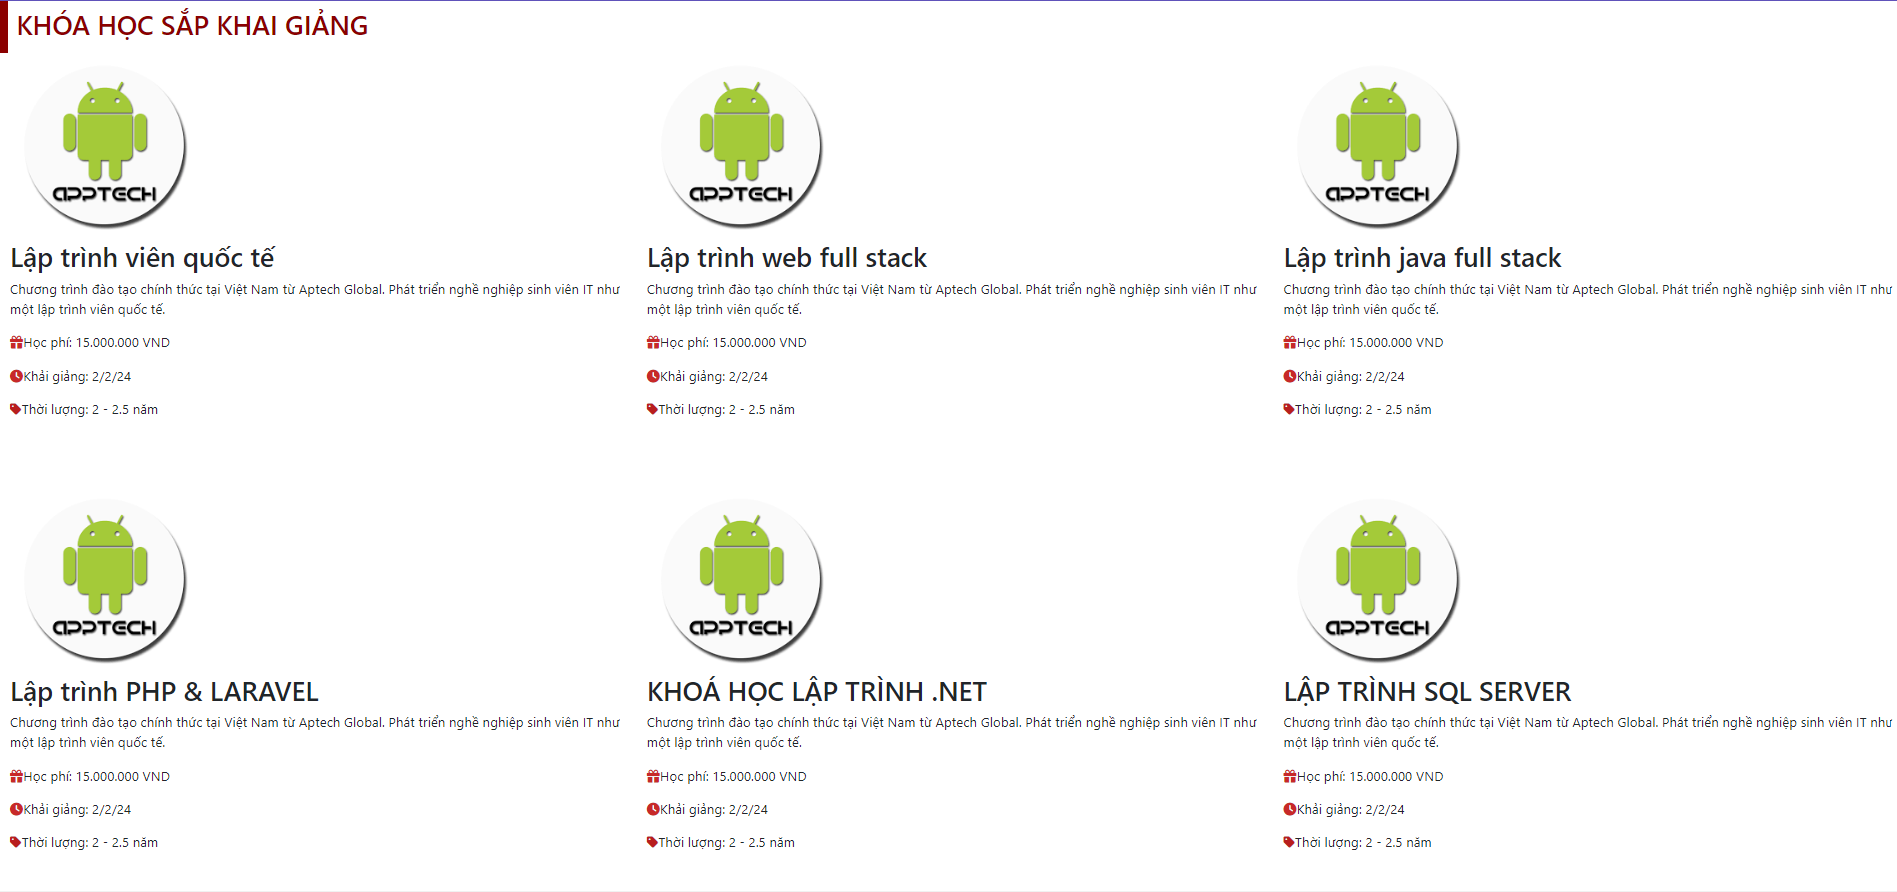 KHÓA HỌC SẮP KHAI GIẢNG
APPTECH
Lập trình viên quốc tế
Chương trình đào tạo chính thức tại Việt Nam từ Aptech Global. Phát triển nghề nghiệp sinh viên IT như
một lập trình viên quốc tế.
Học phí: 15.000.000 VND
Khải giảng: 2/2/24
Thời lượng: 2 - 2.5 năm
APPTECH
Lập trình web full stack
Chương trình đào tạo chính thức tại Việt Nam từ Aptech Global. Phát triển nghề nghiệp sinh viên IT như
một lập trình viên quốc tế.
Học phí: 15.000.000 VND
Khải giảng: 2/2/24
Thời lượng: 2 - 2.5 năm
APPTECH
Lập trình java full stack
Chương trình đào tạo chính thức tại Việt Nam từ Aptech Global. Phát triển nghề nghiệp sinh viên IT như
một lập trình viên quốc tế.
Học phí: 15.000.000 VND
Khải giảng: 2/2/24
Thời lượng: 2 - 2.5 năm
APPTECH
Lập trình PHP & LARAVEL
Chương trình đào tạo chính thức tại Việt Nam từ Aptech Global. Phát triển nghề nghiệp sinh viên IT như
một lập trình viên quốc tế.
Học phí: 15.000.000 VND
Khải giảng: 2/2/24
Thời lượng: 2 - 2.5 năm
APPTECH
KHOÁ HỌC LẬP TRÌNH .NET
Chương trình đào tạo chính thức tại Việt Nam từ Aptech Global. Phát triển nghề nghiệp sinh viên IT như
một lập trình viên quốc tế.
Học phí: 15.000.000 VND
Khải giảng: 2/2/24
Thời lượng: 2 - 2.5 năm
APPTECH
LẬP TRÌNH SQL SERVER
Chương trình đào tạo chính thức tại Việt Nam từ Aptech Global. Phát triển nghề nghiệp sinh viên IT như
một lập trình viên quốc tế.
Học phí: 15.000.000 VND
Khải giảng: 2/2/24
Thời lượng: 2 - 2.5 năm